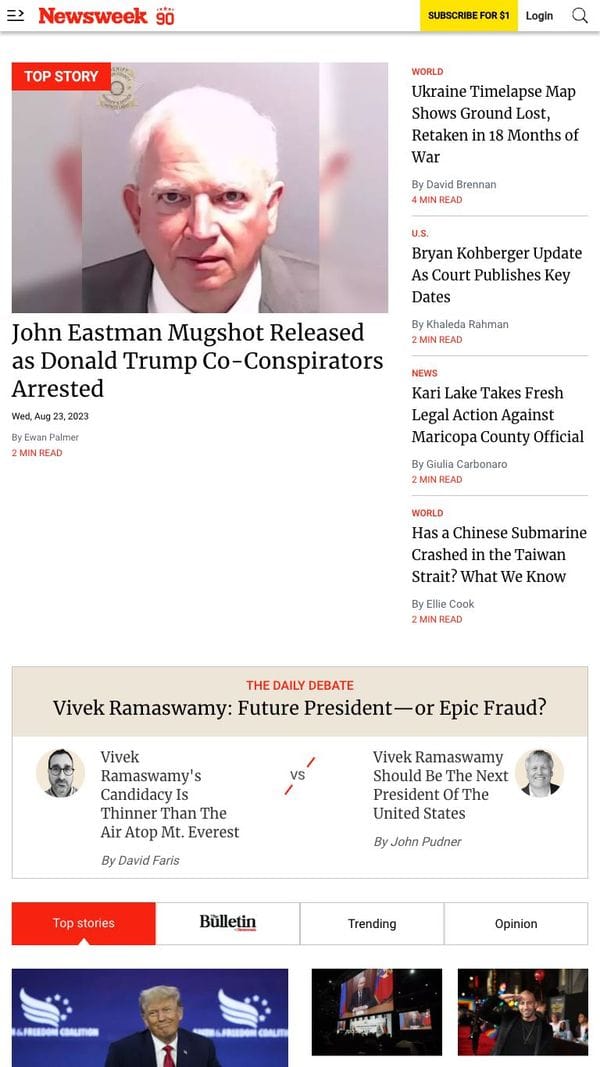 Newsweek 90
SUBSCRIBE FOR $1
Login
TOP STORY
John Eastman Mugshot Released
as Donald Trump Co-Conspirators
Arrested
Wed, Aug 23, 2023
By Ewan Palmer
2 MIN READ
WORLD
Ukraine Timelapse Map
Shows Ground Lost,
Retaken in 18 Months of
War
By David Brennan
4 MIN READ
U.S.
Bryan Kohberger Update
As Court Publishes Key
Dates
By Khaleda Rahman
2 MIN READ
NEWS
Kari Lake Takes Fresh
Legal Action Against
Maricopa County Official
By Giulia Carbonaro
2 MIN READ
WORLD
Has a Chinese Submarine
Crashed in the Taiwan
Strait? What We Know
By Ellie Cook
2 MIN READ
THE DAILY DEBATE
Vivek Ramaswamy: Future President—or Epic Fraud?
Vivek
Ramaswamy's
Candidacy Is
Thinner Than The
Air Atop Mt. Everest
By David Faris
VS
Vivek Ramaswamy
Should Be The Next
President Of The
United States
By John Pudner
Top stories
The Bulletin
Trending
Opinion
& FREEDOM COALITION